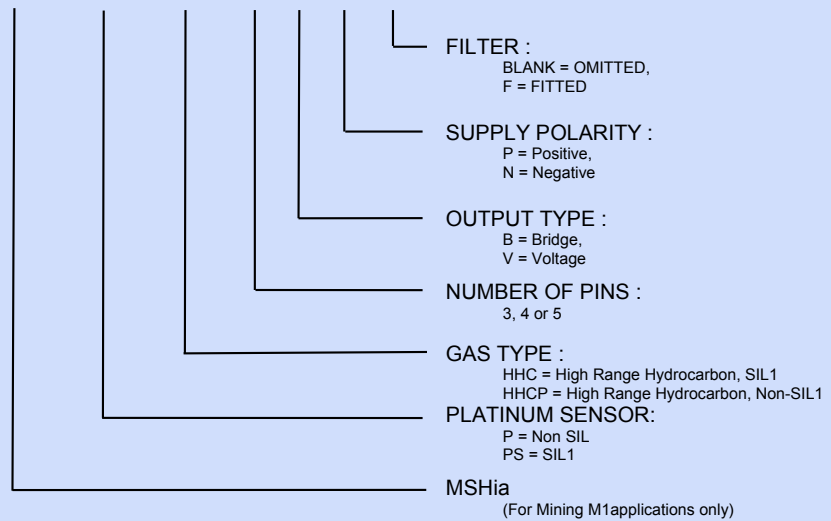 FILTER :
BLANK = OMITTED,
F = FITTED
SUPPLY POLARITY :
P = Positive,
N = Negative
OUTPUT TYPE :
B = Bridge,
V = Voltage
NUMBER OF PINS :
3, 4 or 5
GAS TYPE :
HHC = High Range Hydrocarbon, SIL1
HHCP = High Range Hydrocarbon, Non-SIL1
PLATINUM SENSOR:
P = Non SIL
PS = SIL1
MSHia
(For Mining M1applications only)